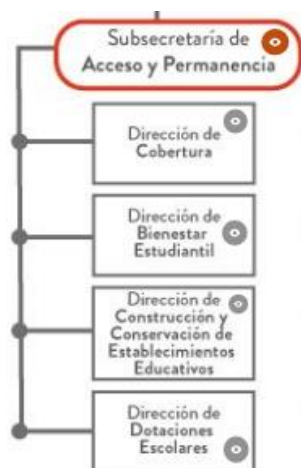 Subsecretaría de
Acceso y Permanencia
Dirección de
Cobertura
Dirección de
Bienestar
Estudiantil
Dirección de
Construcción y
Conservación de
Establecimientos
Educativos
Dirección de
Dotaciones
Escolares